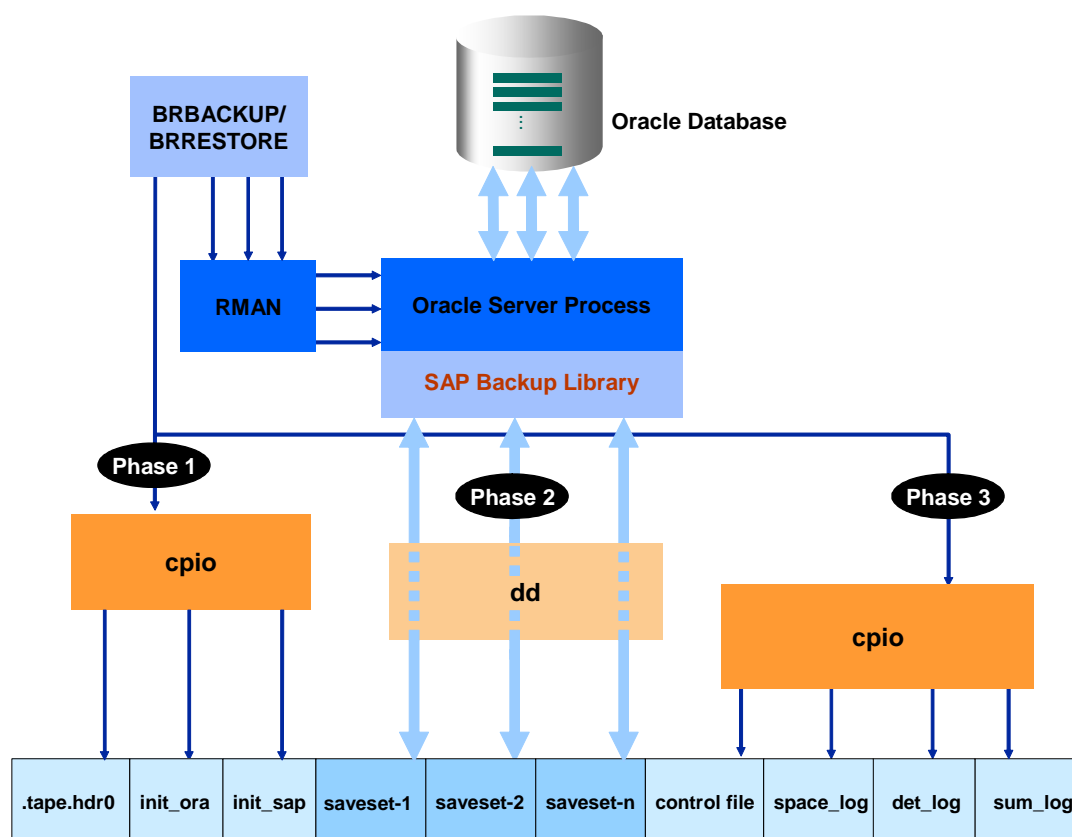 BRBACKUP/
BRRESTORE
Oracle Database
RMAN
Oracle Server Process
SAP Backup Library
Phase 1
Phase 2
Phase 3
cpio
dd
cpio
.tape.hdr0
init_ora
init_sap
saveset-1
saveset-2
saveset-n
control file
space_log
det_log
sum_log